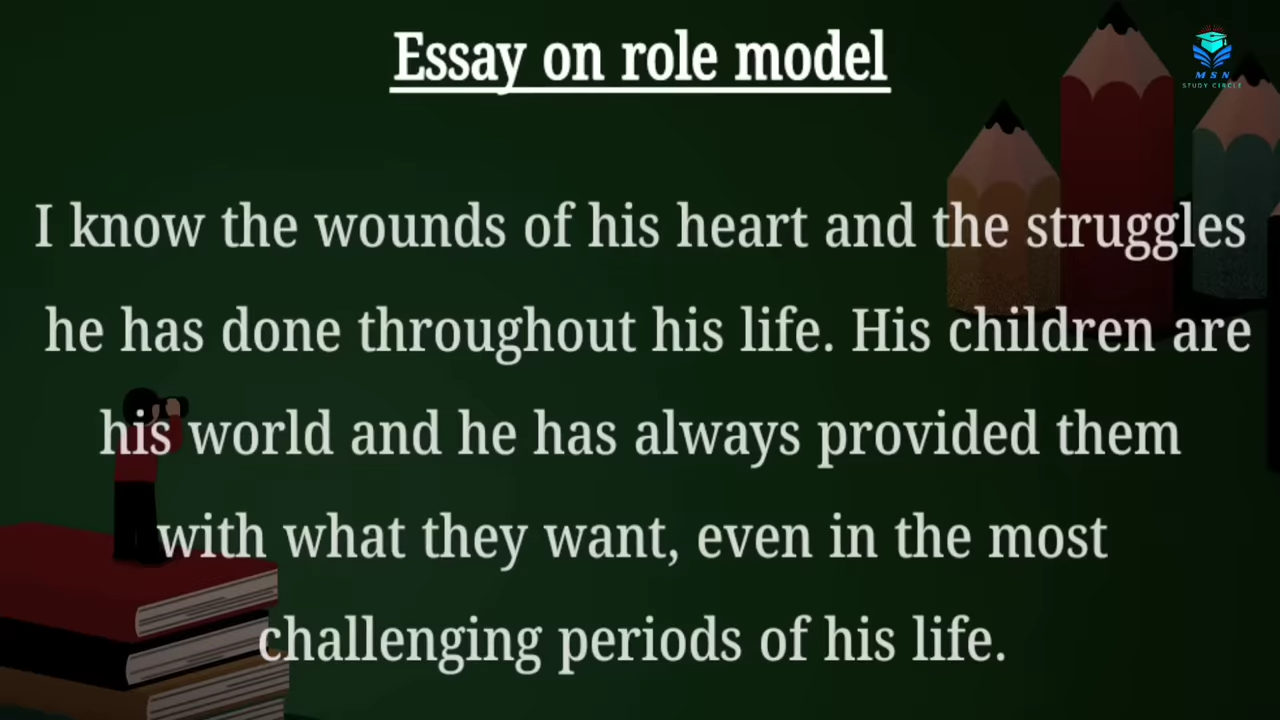 Essay on role model
MSN
STUDY CIRCLE
I know the wounds of his heart and the struggles
he has done throughout his life. His children are
his world and he has always provided them
with what they want, even in the most
challenging periods of his life.